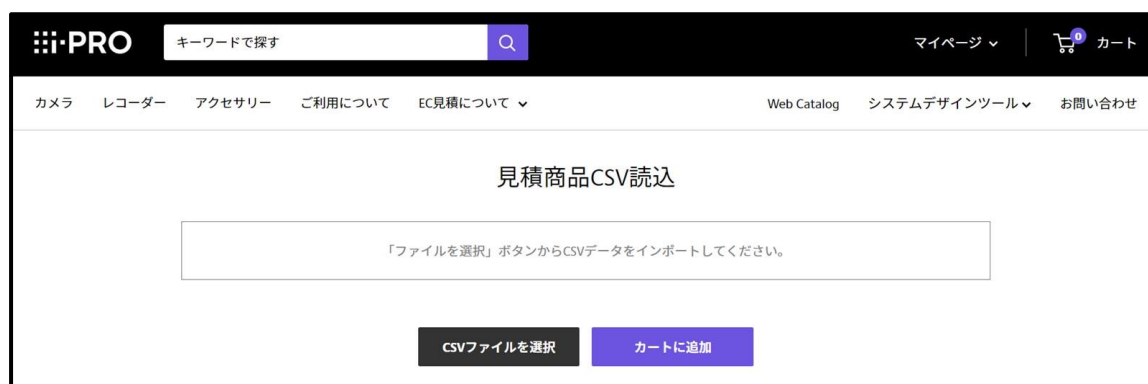 i-PRO キーワードで探す マイページ 0 カート
カメラ レコーダー アクセサリー ご利用について EC見積について Web Catalog システムデザインツール お問い合わせ
見積商品CSV読込
「ファイルを選択」ボタンからCSVデータをインポートしてください。
CSVファイルを選択 カートに追加